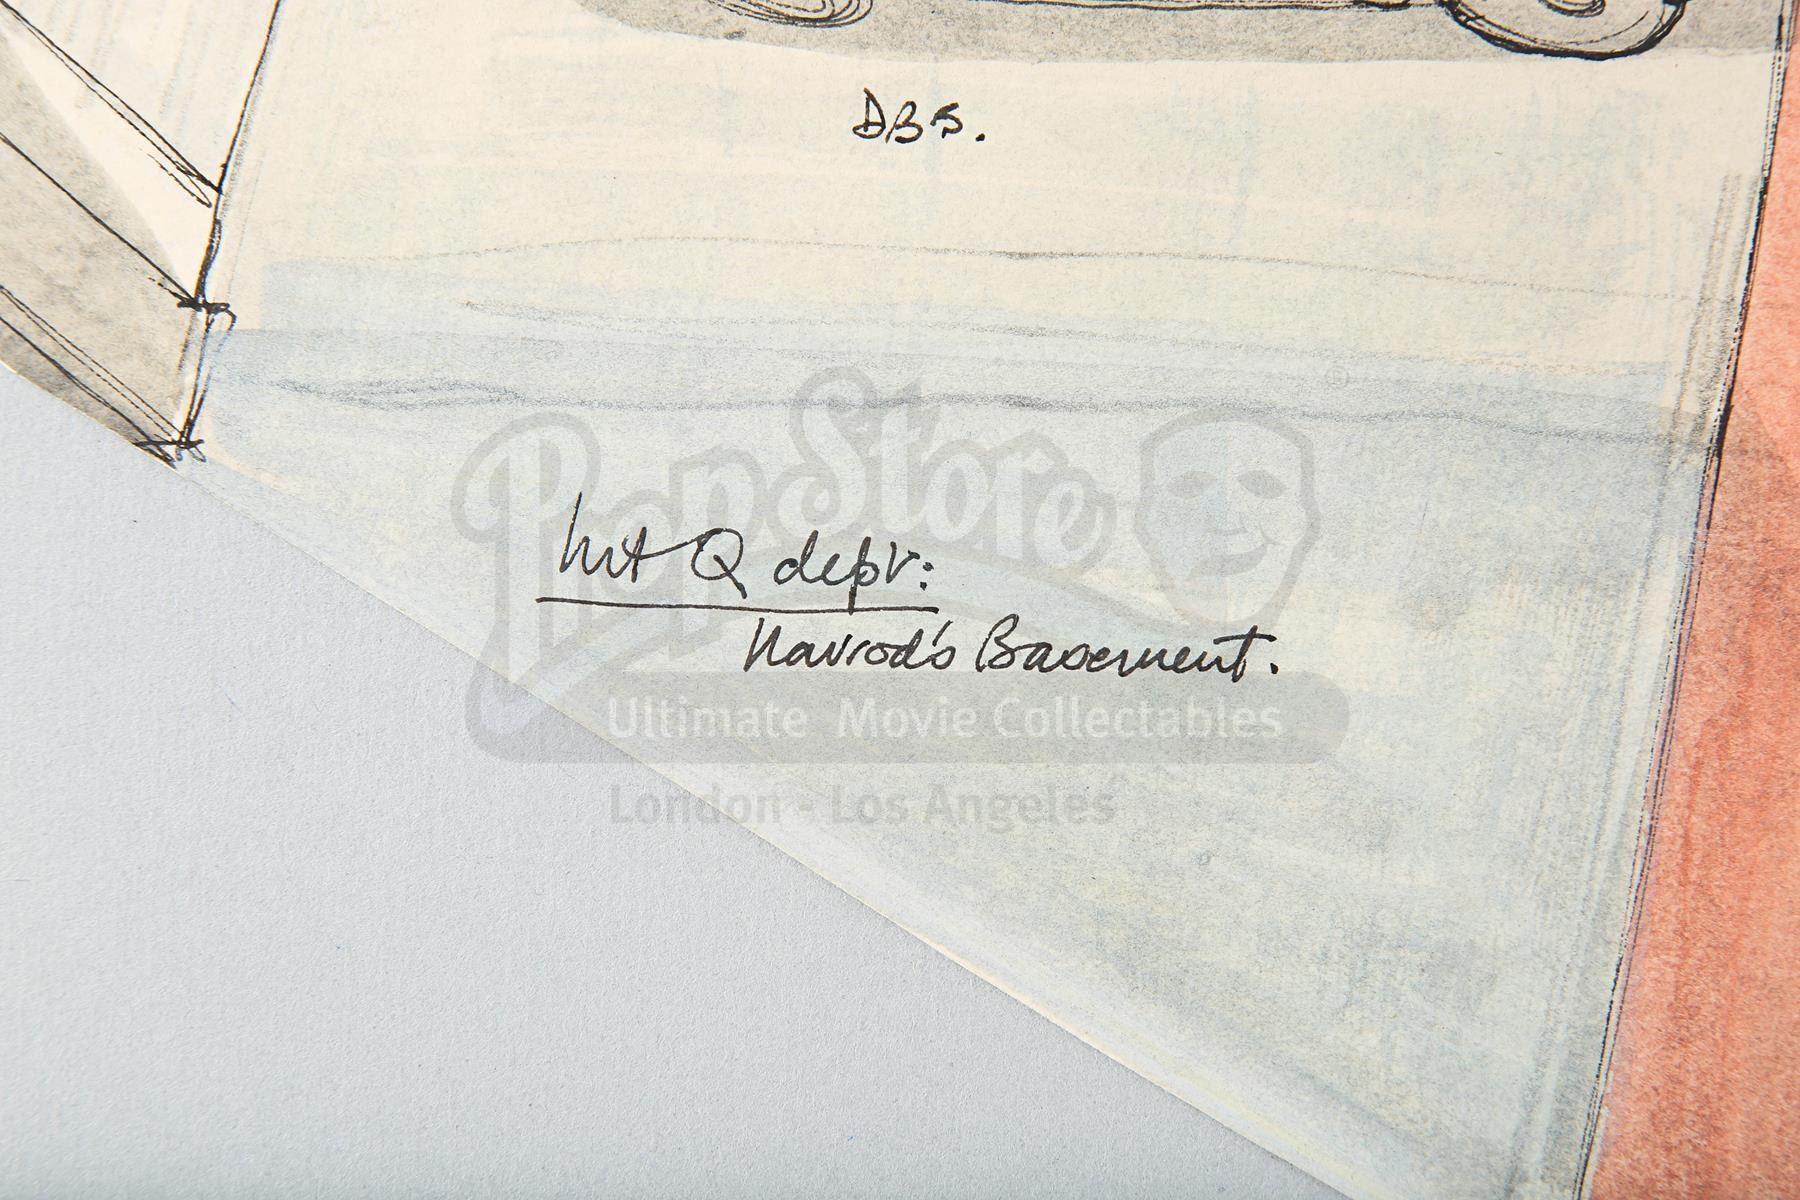 DB5.
PropStore®
Int Q dept:
Harrod's Basement.
Ultimate Movie Collectables
London - Los Angeles